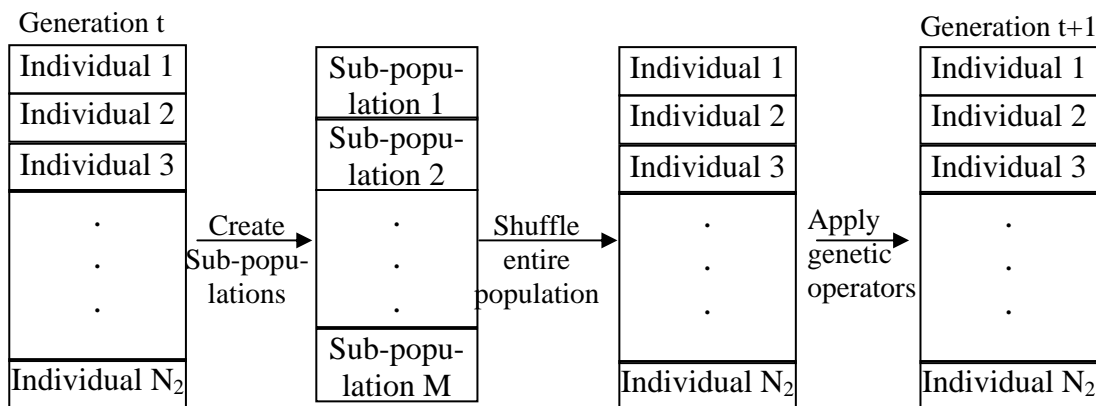 Generation t
Individual 1
Individual 2
Individual 3
.
.
.
Individual N₂
Create
Sub-popu-
lations
Sub-popu-
lation 1
Sub-popu-
lation 2
.
.
.
Sub-popu-
lation M
Shuffle
entire
population
Individual 1
Individual 2
Individual 3
.
.
.
Individual N₂
Apply
genetic
operators
Generation t+1
Individual 1
Individual 2
Individual 3
.
.
.
Individual N₂